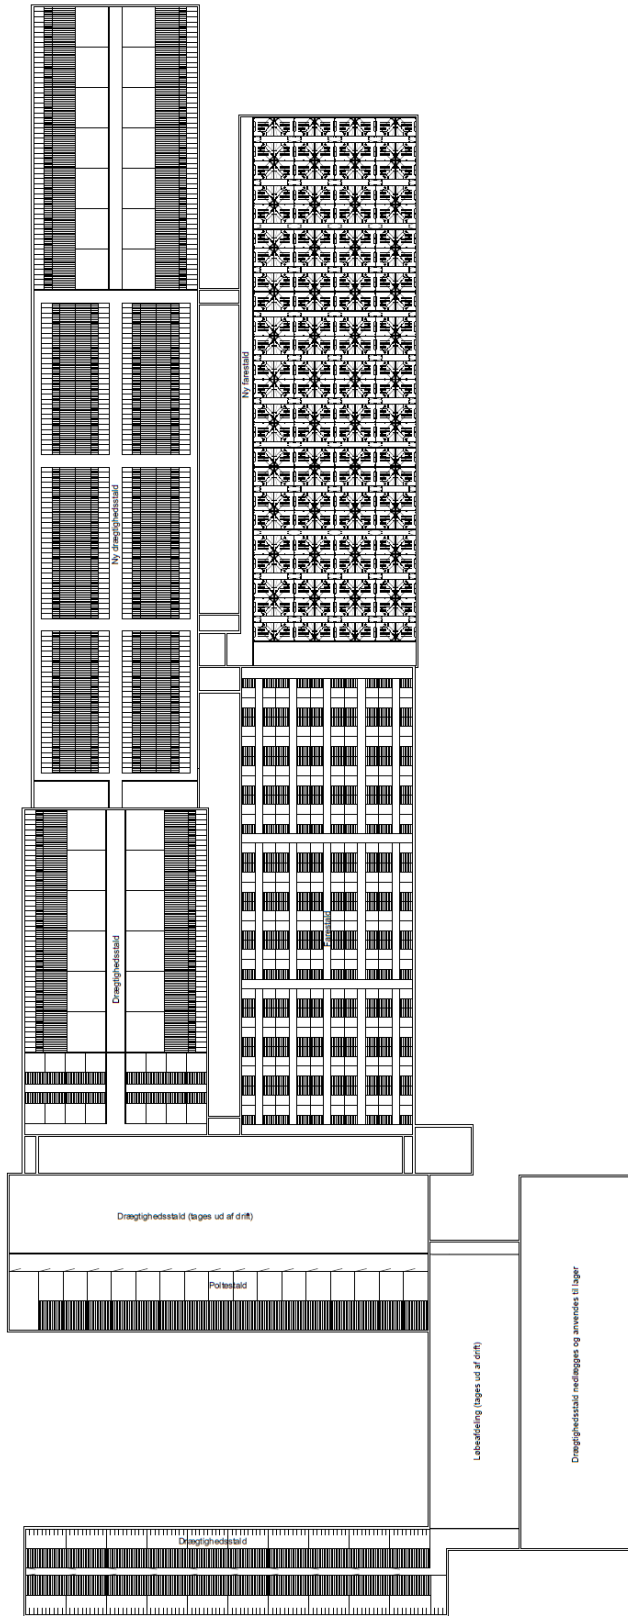 Ny farestald
Ny drægtighedsstald
Farestald
Drægtighedsstald
Drægtighedsstald (tages ud af drift)
Poltestald
Løbeafdeling (tages ud af drift)
Drægtighedsstald nedlægges og anvendes til lager
Drægtighedsstald